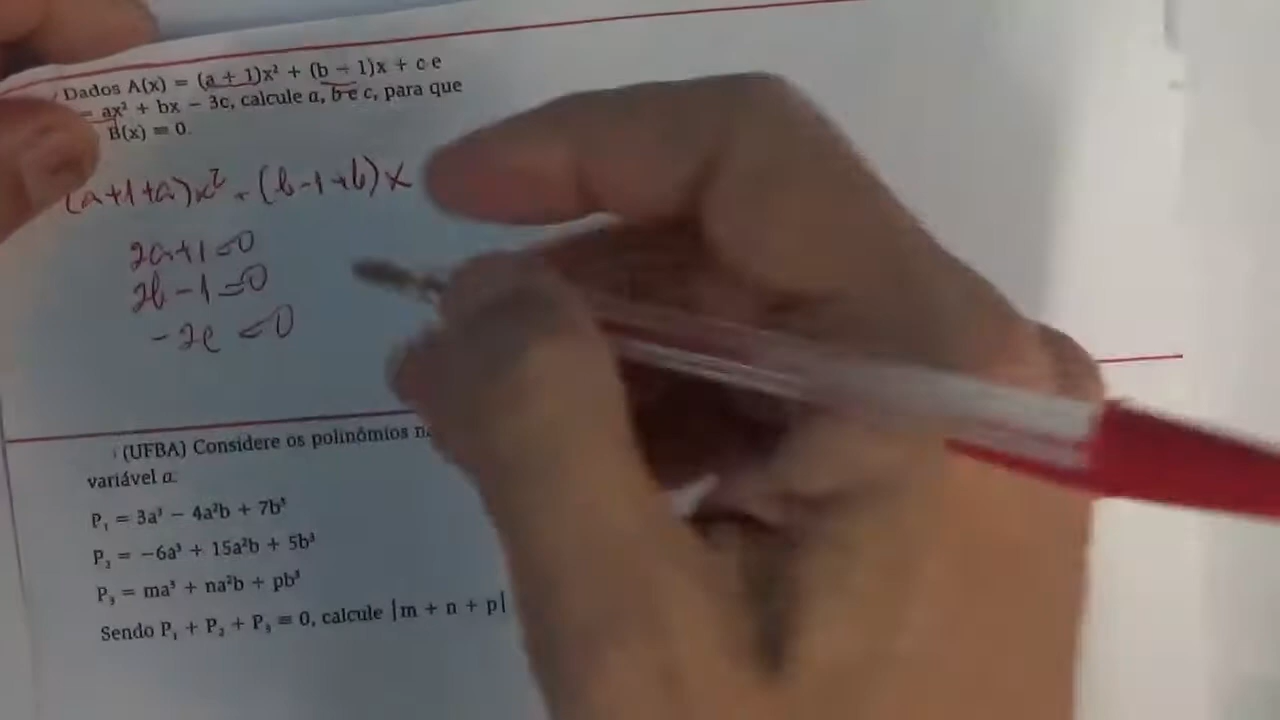 Dados A(x) = (a + 1)x² + (b − 1)x + c e
= ax² + bx − 3c, calcule a, b e c, para que
B(x) = 0.
(a+1+a)x² + (b-1+b)x
2a+1=0
2b-1=0
-2c=0
(UFBA) Considere os polinômios na
variável a.
P₁ = 3a³ − 4a²b + 7b³
P₂ = −6a³ + 15a²b + 5b³
P₃ = ma³ + na²b + pb³
Sendo P₁ + P₂ + P₃ ≡ 0, calcule |m + n + p|